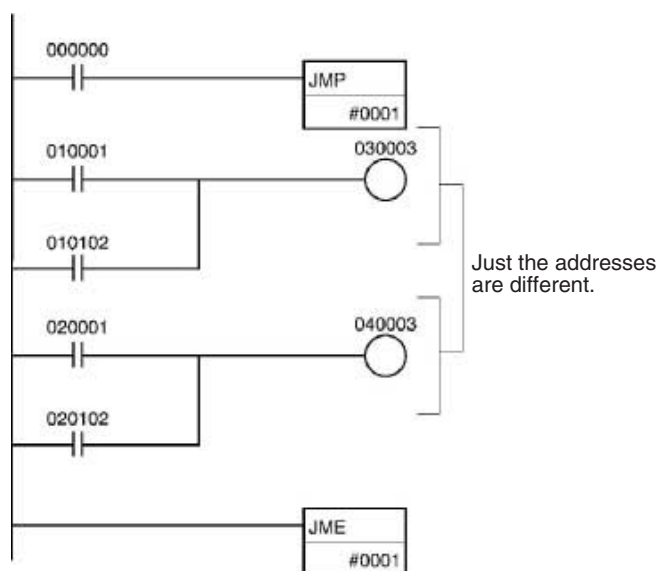 000000
JMP
#0001
010001
030003
010102
Just the addresses
are different.
020001
040003
020102
JME
#0001